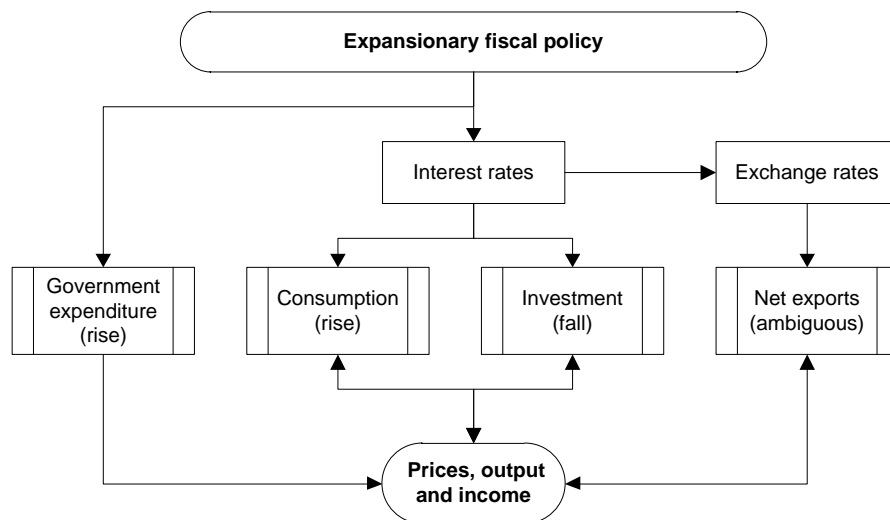 Expansionary fiscal policy
Interest rates
Exchange rates
Government
expenditure
(rise)
Consumption
(rise)
Investment
(fall)
Net exports
(ambiguous)
Prices, output
and income